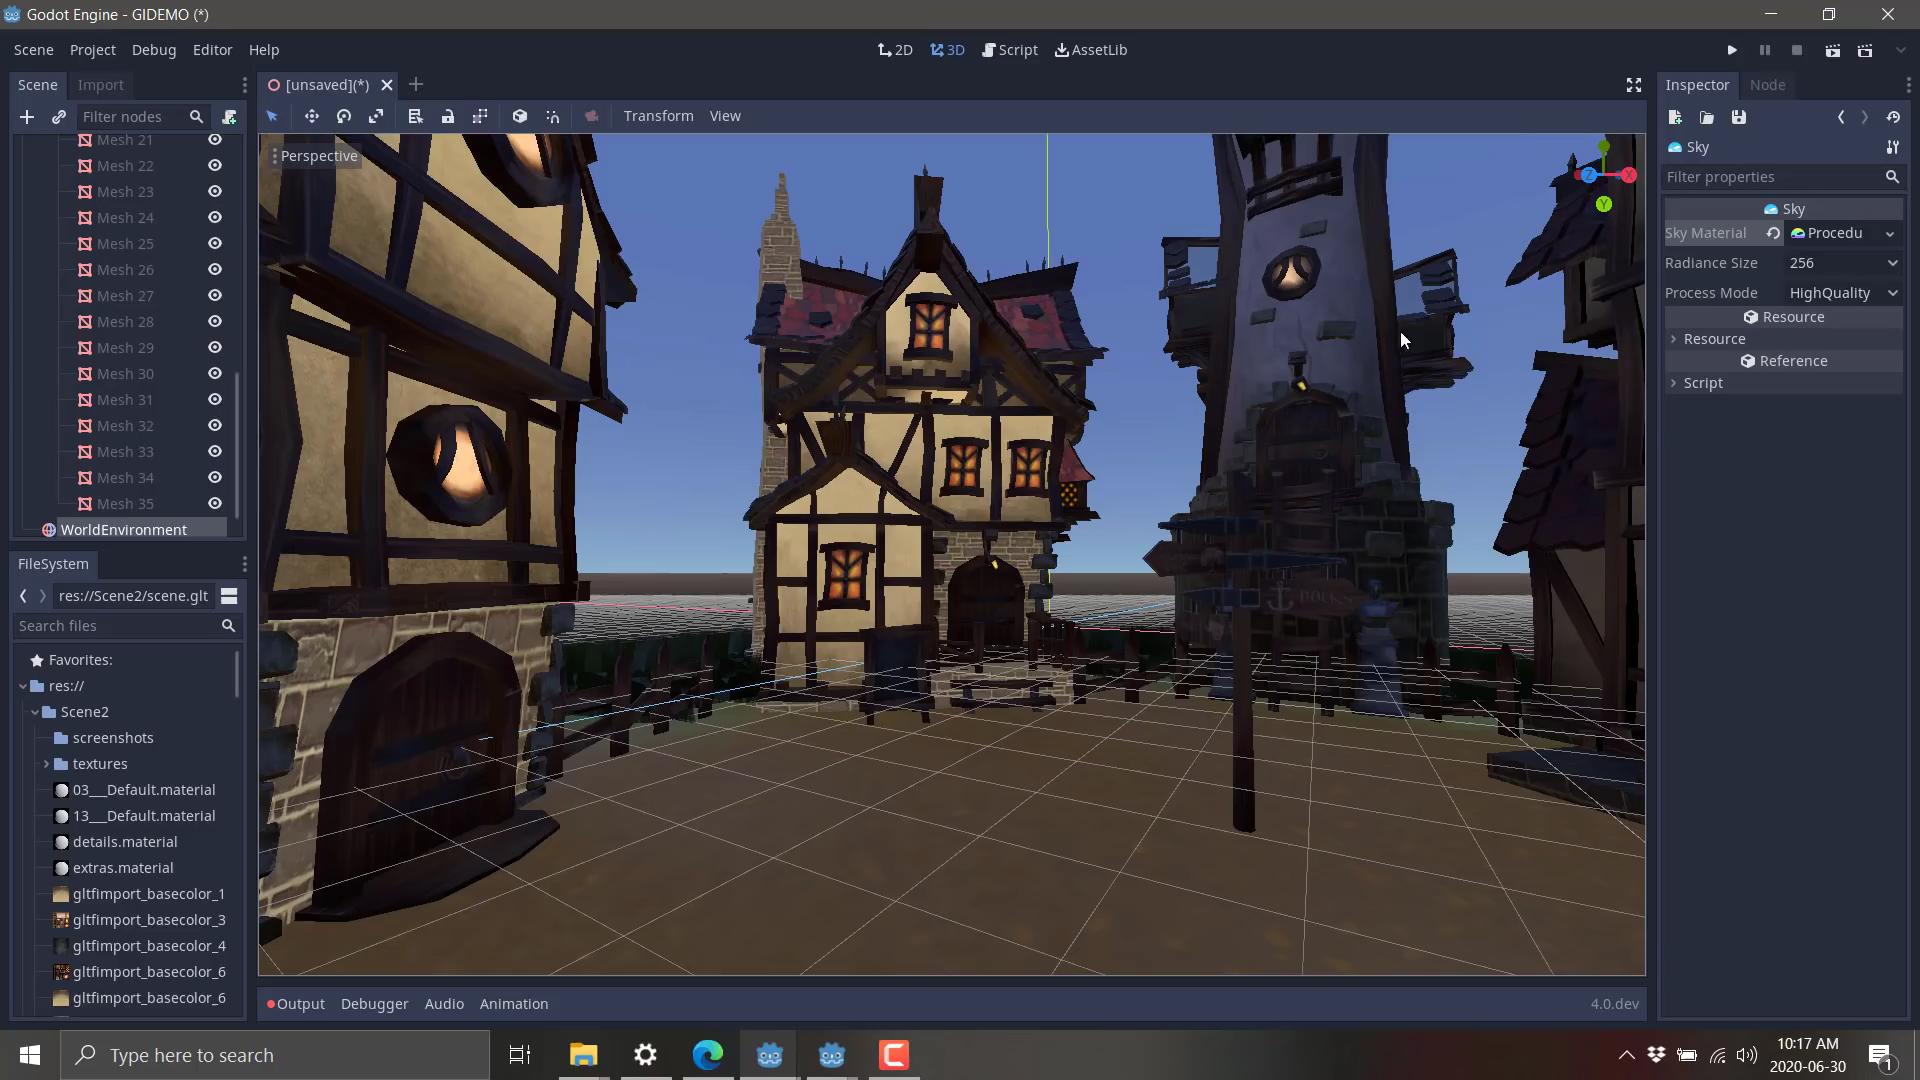 Godot Engine - GIDEMO (*)
Scene Project Debug Editor Help
2D 3D Script AssetLib
Scene Import
[unsaved](*)
Inspector Node
Filter nodes
Transform View
Perspective
Mesh 21
Mesh 22
Mesh 23
Mesh 24
Mesh 25
Mesh 26
Mesh 27
Mesh 28
Mesh 29
Mesh 30
Mesh 31
Mesh 32
Mesh 33
Mesh 34
Mesh 35
WorldEnvironment
FileSystem
res://Scene2/scene.glt
Search files
Favorites:
res://
Scene2
screenshots
textures
03___Default.material
13___Default.material
details.material
extras.material
gltfimport_basecolor_1
gltfimport_basecolor_3
gltfimport_basecolor_4
gltfimport_basecolor_6
gltfimport_basecolor_6
Z X
Y
DOCKS
Sky
Filter properties
Sky
Sky Material Procedu
Radiance Size 256
Process Mode HighQuality
Resource
Resource
Reference
Script
Output Debugger Audio Animation 4.0.dev
Type here to search
10:17 AM
2020-06-30
1